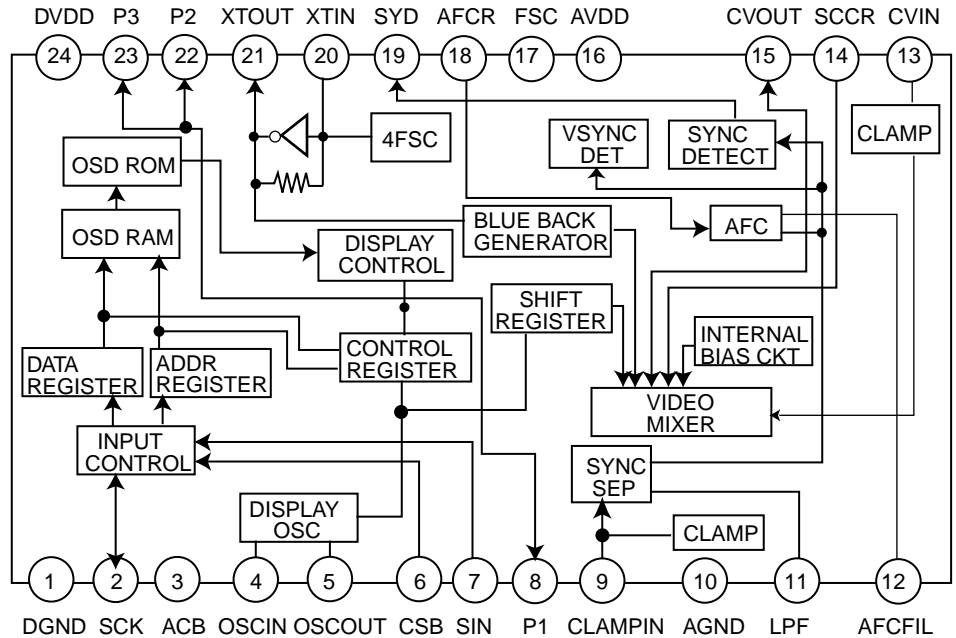 DVDD P3 P2 XTOUT XTIN SYD AFCR FSC AVDD CVOUT SCCR CVIN
24 23 22 21 20 19 18 17 16 15 14 13
4FSC
VSYNC
DET
SYNC
DETECT
CLAMP
OSD ROM
OSD RAM
BLUE BACK
GENERATOR
AFC
DISPLAY
CONTROL
SHIFT
REGISTER
INTERNAL
BIAS CKT
DATA
REGISTER
ADDR
REGISTER
CONTROL
REGISTER
VIDEO
MIXER
INPUT
CONTROL
SYNC
SEP
DISPLAY
OSC
CLAMP
1 2 3 4 5 6 7 8 9 10 11 12
DGND SCK ACB OSCIN OSCOUT CSB SIN P1 CLAMPIN AGND LPF AFCFIL